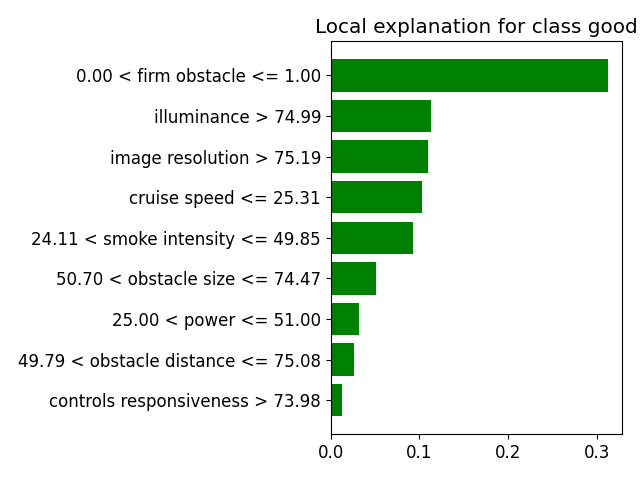 Local explanation for class good
0.00 < firm obstacle <= 1.00
illuminance > 74.99
image resolution > 75.19
cruise speed <= 25.31
24.11 < smoke intensity <= 49.85
50.70 < obstacle size <= 74.47
25.00 < power <= 51.00
49.79 < obstacle distance <= 75.08
controls responsiveness > 73.98
0.0 0.1 0.2 0.3